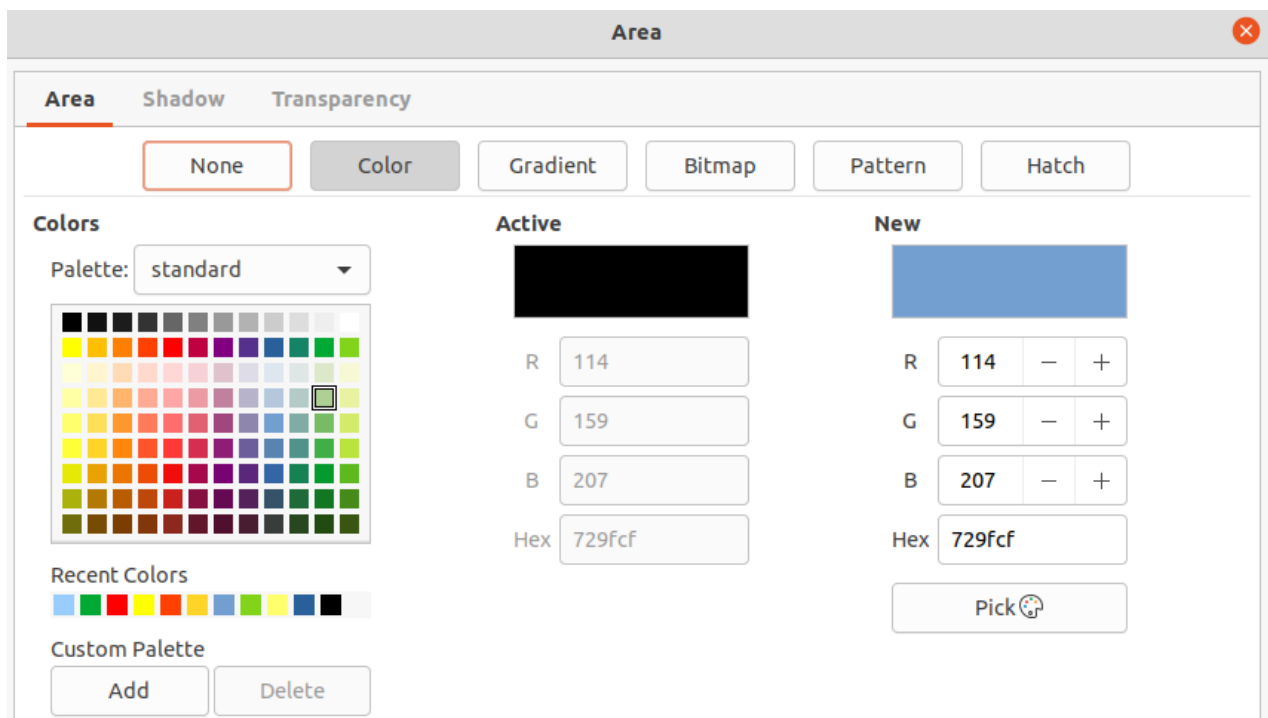 Area
Area Shadow Transparency
None Color Gradient Bitmap Pattern Hatch
Colors Active New
Palette: standard
R 114 R 114 − +
G 159 G 159 − +
B 207 B 207 − +
Hex 729fcf Hex 729fcf
Recent Colors
Pick
Custom Palette
Add Delete